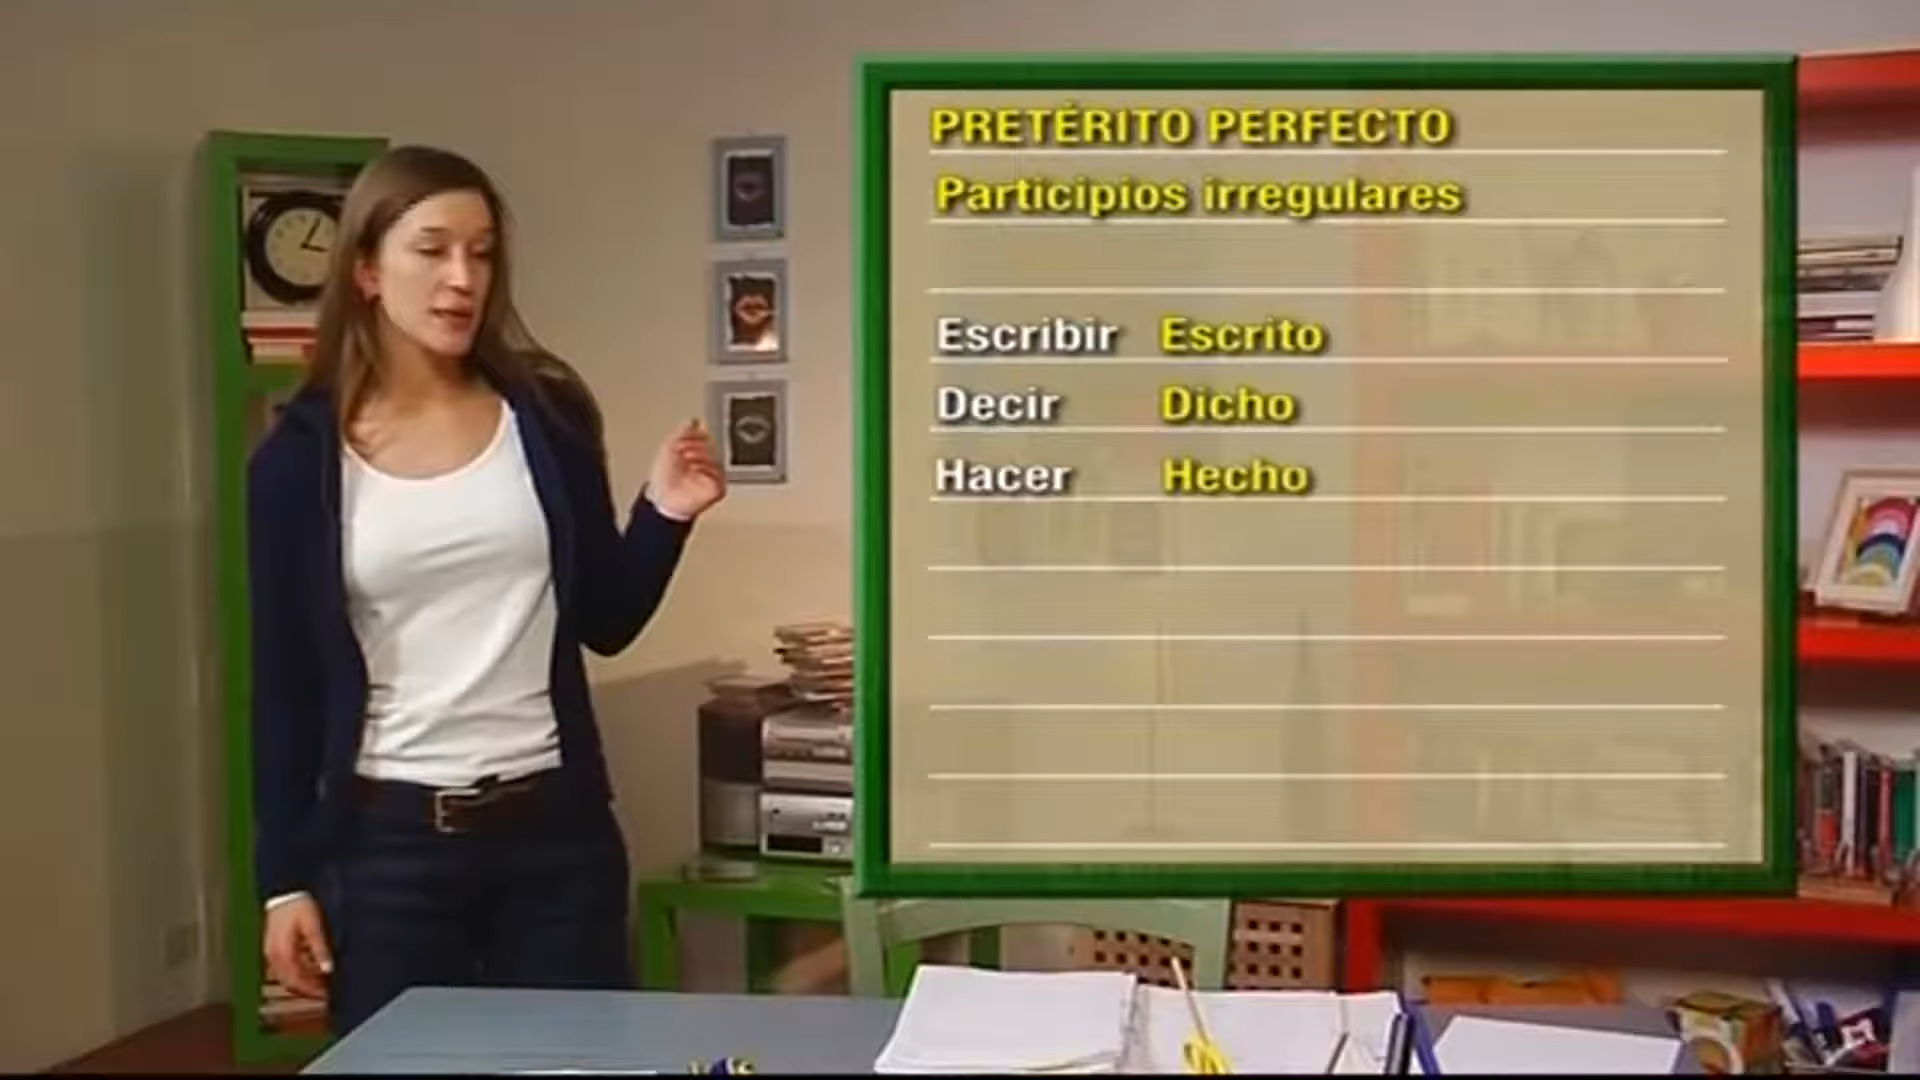 PRETÉRITO PERFECTO
Participios irregulares
Escribir Escrito
Decir Dicho
Hacer Hecho